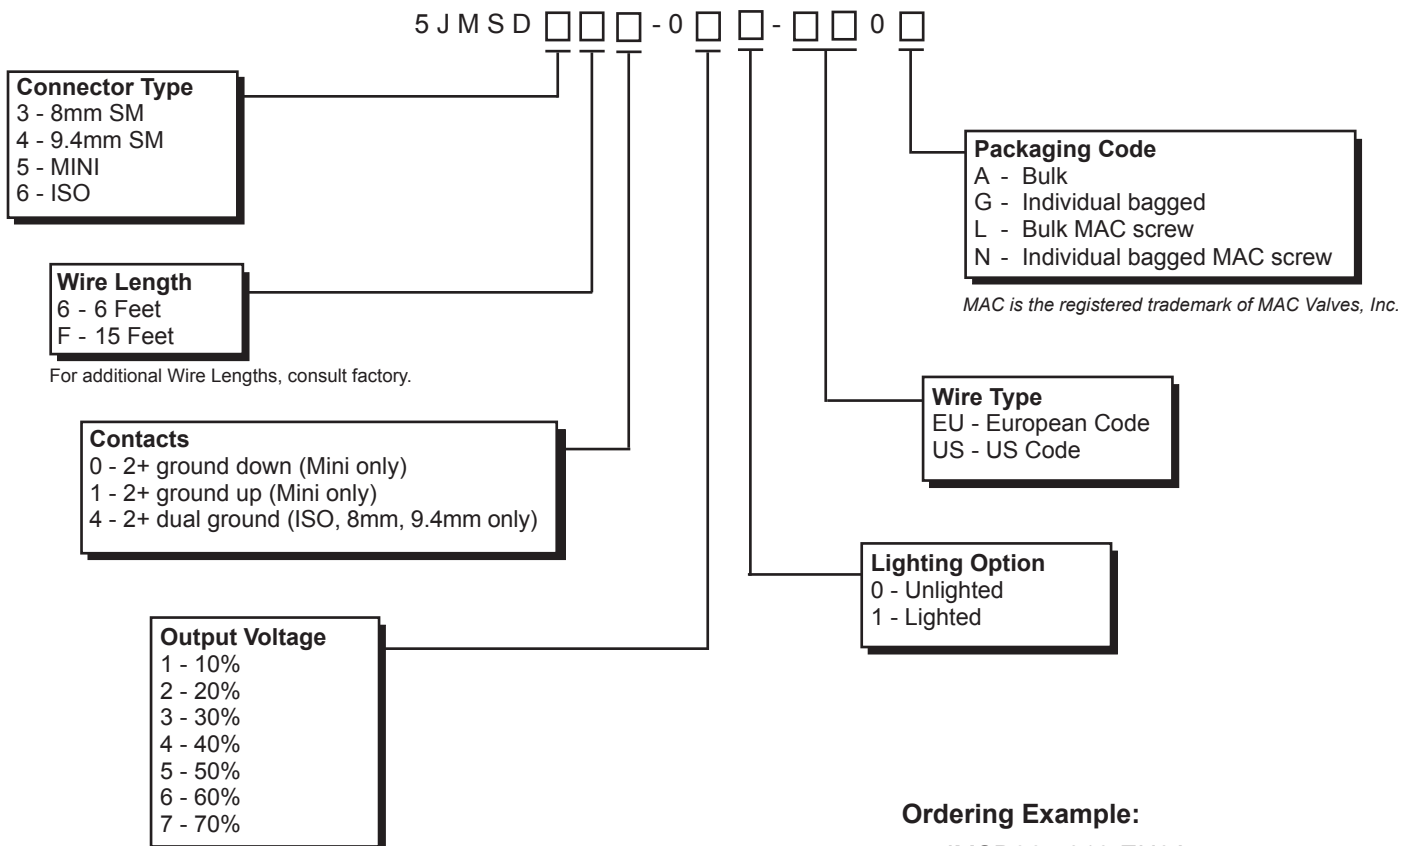 5 J M S D - 0 - 0
Connector Type
3 - 8mm SM
4 - 9.4mm SM
5 - MINI
6 - ISO
Packaging Code
A - Bulk
G - Individual bagged
L - Bulk MAC screw
N - Individual bagged MAC screw
MAC is the registered trademark of MAC Valves, Inc.
Wire Length
6 - 6 Feet
F - 15 Feet
For additional Wire Lengths, consult factory.
Wire Type
EU - European Code
US - US Code
Contacts
0 - 2+ ground down (Mini only)
1 - 2+ ground up (Mini only)
4 - 2+ dual ground (ISO, 8mm, 9.4mm only)
Lighting Option
0 - Unlighted
1 - Lighted
Output Voltage
1 - 10%
2 - 20%
3 - 30%
4 - 40%
5 - 50%
6 - 60%
7 - 70%
Ordering Example: